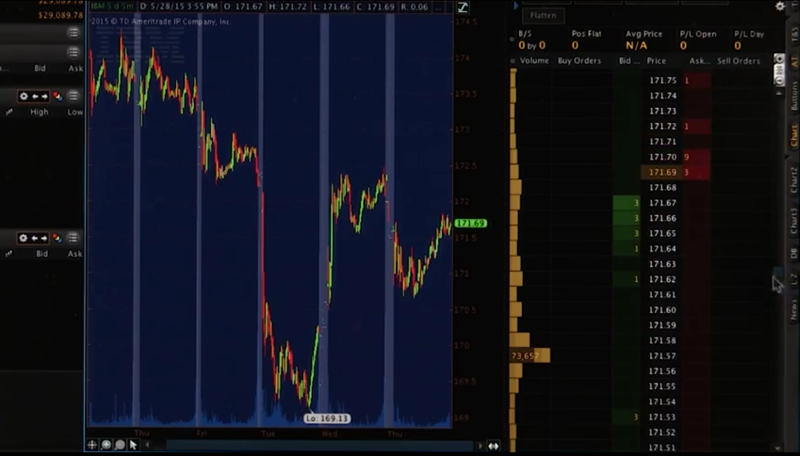 $29,089.78
Bid
Ask
High
Low
Bid
Ask
IBM 5d 5m D: 5/28/15 3:55 PM O: 171.67 H: 171.72 L: 171.66 C: 171.69 R: 0.06
2015 © TD Ameritrade IP Company, Inc.
IBM
174.5
174
173.5
173
172.5
172
171.69
171.5
171
170.5
170
169.5
169
Lo: 169.13
Thu Fri Tue Wed Thu
Flatten
B/S Pos Flat Avg Price P/L Open P/L Day
0 by 0 0 N/A 0 0
Volume Buy Orders Bid ... Price Ask... Sell Orders
171.75 1
171.74
171.73
171.72 1
171.71
171.70 9
171.69 3
171.68
3 171.67
3 171.66
3 171.65
1 171.64
171.63
1 171.62
171.61
171.60
171.59
171.58
73,657 171.57
171.56
171.55
171.54
3 171.53
171.52
171.51
T&S
AT
Buttons
Chart
Chart2
Chart3
DB
L2
News